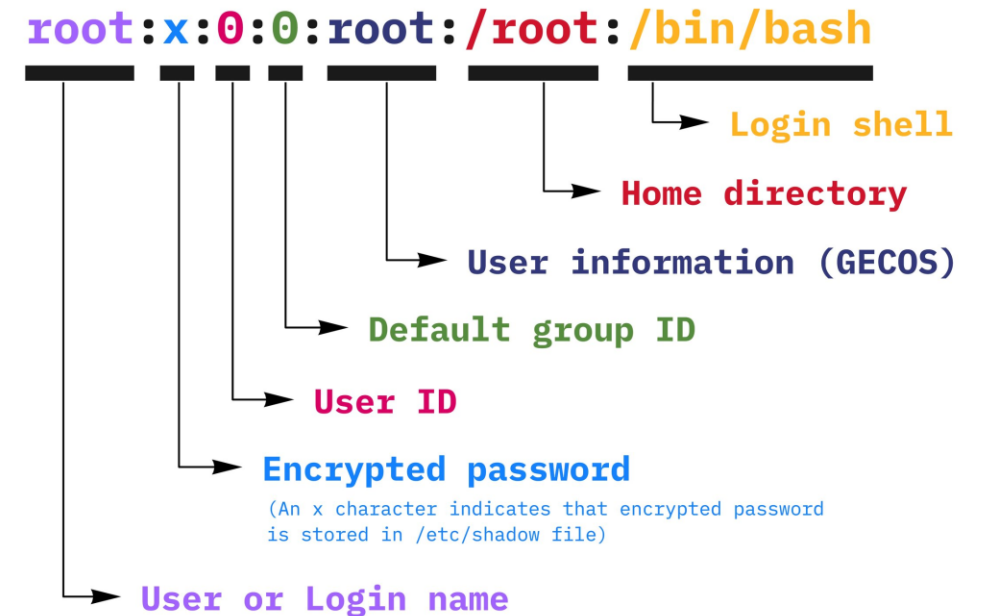 root:x:0:0:root:/root:/bin/bash
Login shell
Home directory
User information (GECOS)
Default group ID
User ID
Encrypted password
(An x character indicates that encrypted password
is stored in /etc/shadow file)
User or Login name